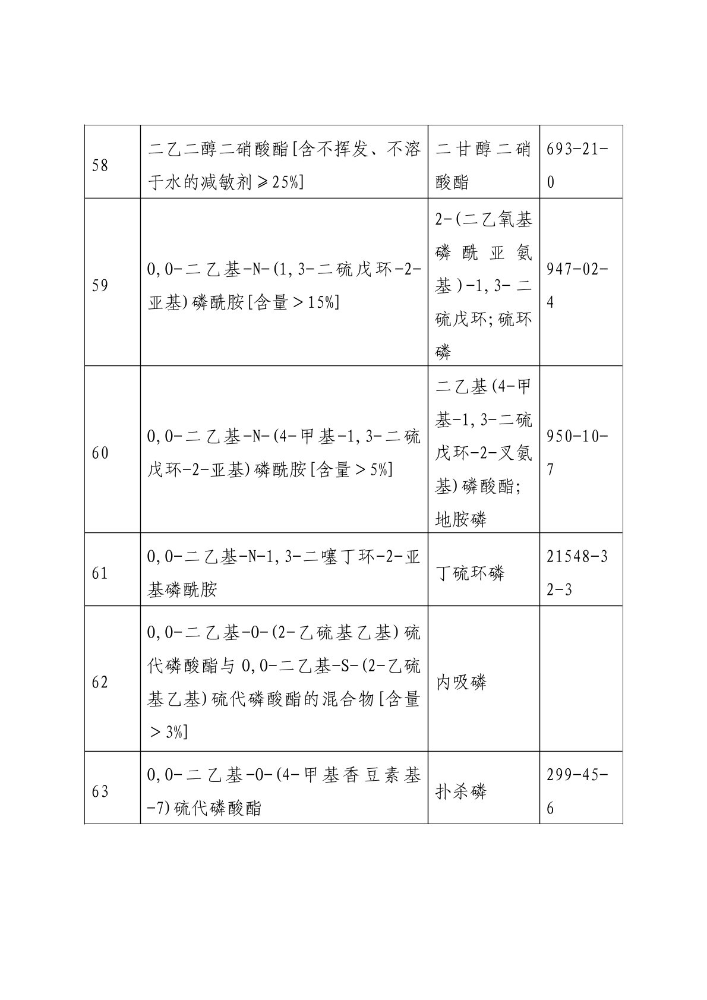 58
二乙二醇二硝酸酯[含不挥发、不溶
于水的减敏剂≥25%]
二甘醇二硝
酸酯
693-21-
0
59
O,O-二乙基-N-(1,3-二硫戊环-2-
亚基)磷酰胺[含量>15%]
2-(二乙氧基
磷酰亚氨
基)-1,3-二
硫戊环;硫环
磷
947-02-
4
60
O,O-二乙基-N-(4-甲基-1,3-二硫
戊环-2-亚基)磷酰胺[含量>5%]
二乙基(4-甲
基-1,3-二硫
戊环-2-叉氨
基)磷酸酯;
地胺磷
950-10-
7
61
O,O-二乙基-N-1,3-二噻丁环-2-亚
基磷酰胺
丁硫环磷
21548-3
2-3
62
O,O-二乙基-O-(2-乙硫基乙基)硫
代磷酸酯与O,O-二乙基-S-(2-乙硫
基乙基)硫代磷酸酯的混合物[含量
>3%]
内吸磷
63
O,O-二乙基-O-(4-甲基香豆素基
-7)硫代磷酸酯
扑杀磷
299-45-
6